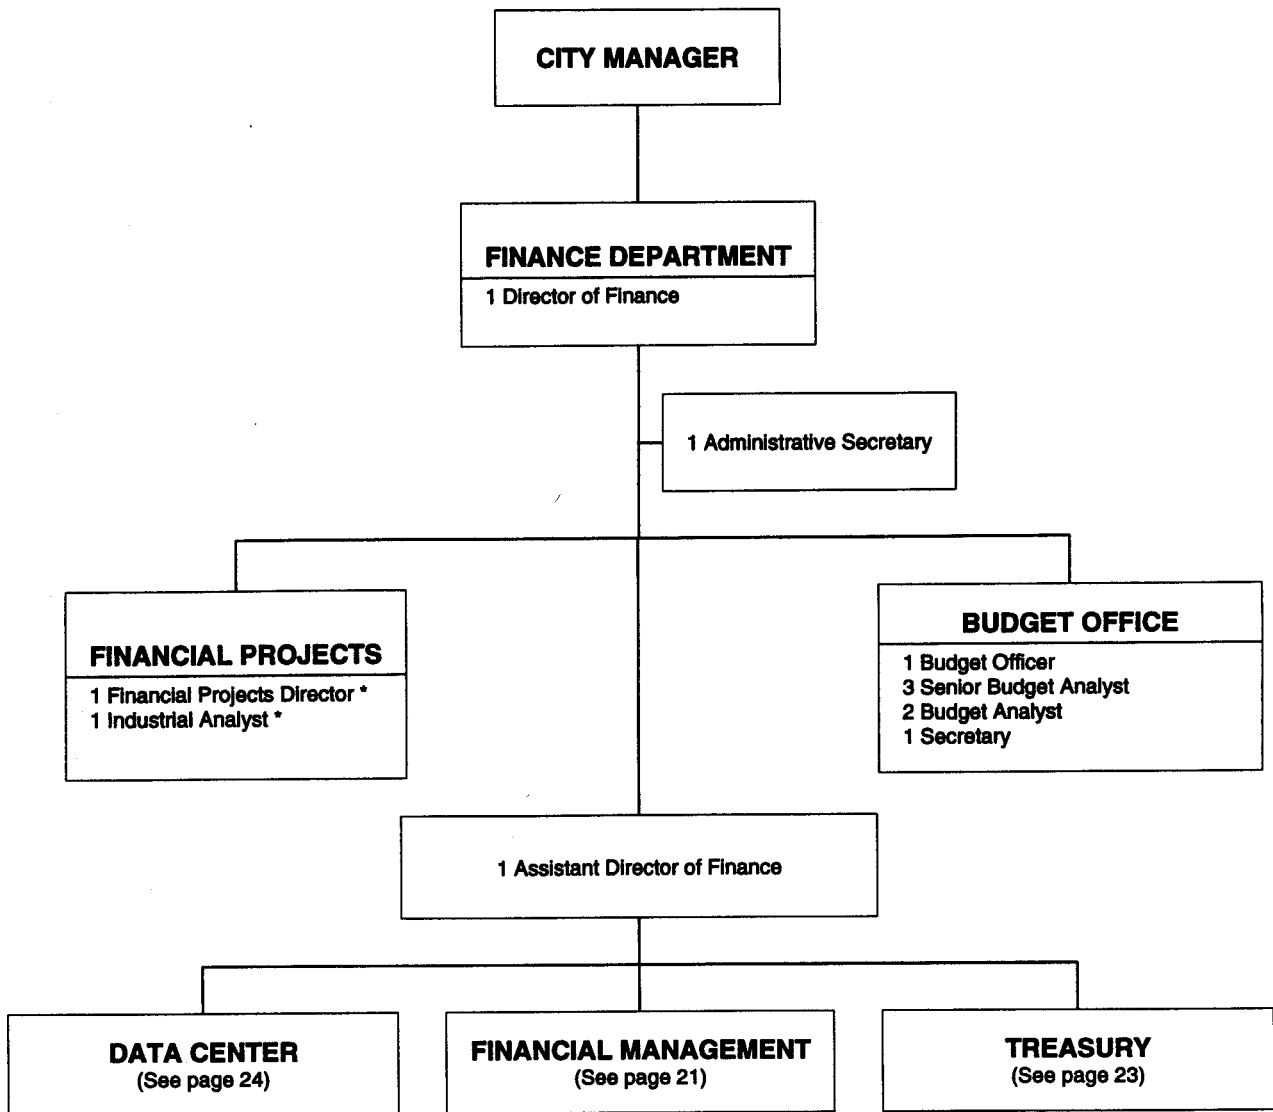 CITY MANAGER
FINANCE DEPARTMENT
1 Director of Finance
1 Administrative Secretary
FINANCIAL PROJECTS
1 Financial Projects Director *
1 Industrial Analyst *
BUDGET OFFICE
1 Budget Officer
3 Senior Budget Analyst
2 Budget Analyst
1 Secretary
1 Assistant Director of Finance
DATA CENTER
(See page 24)
FINANCIAL MANAGEMENT
(See page 21)
TREASURY
(See page 23)